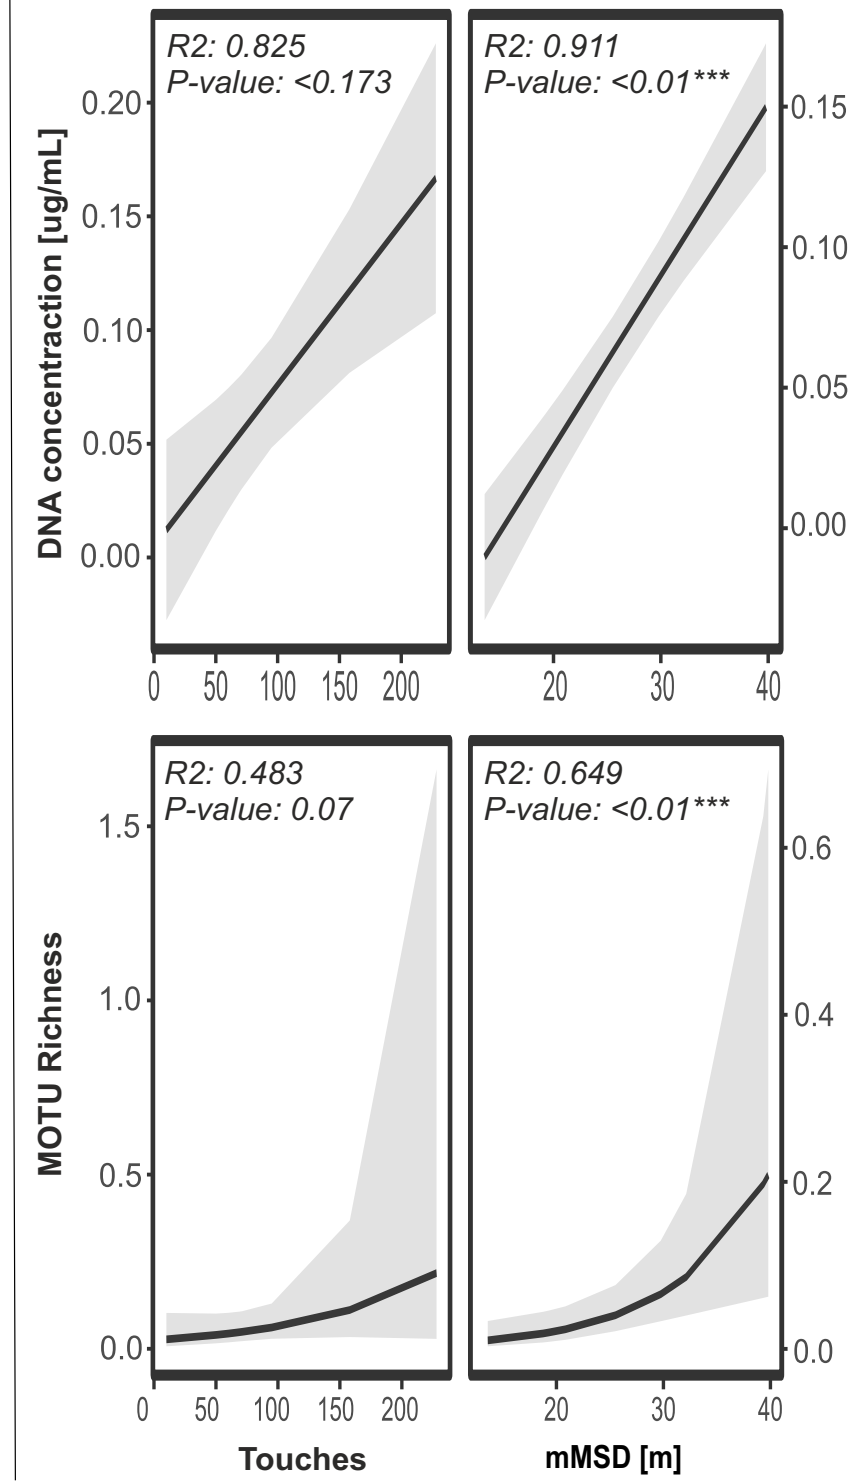 R2: 0.825
P-value: <0.173
R2: 0.911
P-value: <0.01***
DNA concentraction [ug/mL]
0.20
0.15
0.10
0.05
0.00
0.15
0.10
0.05
0.00
0 50 100 150 200
20 30 40
R2: 0.483
P-value: 0.07
R2: 0.649
P-value: <0.01***
MOTU Richness
1.5
1.0
0.5
0.0
0.6
0.4
0.2
0.0
0 50 100 150 200
20 30 40
Touches
mMSD [m]